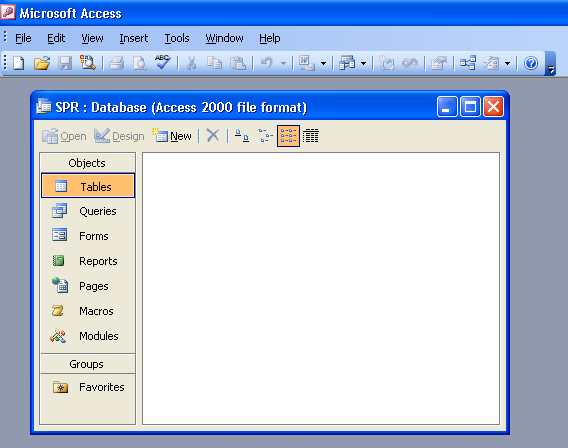 Microsoft Access
File Edit View Insert Tools Window Help
ABC
SPR : Database (Access 2000 file format)
Open Design New
Objects
Tables
Queries
Forms
Reports
Pages
Macros
Modules
Groups
Favorites